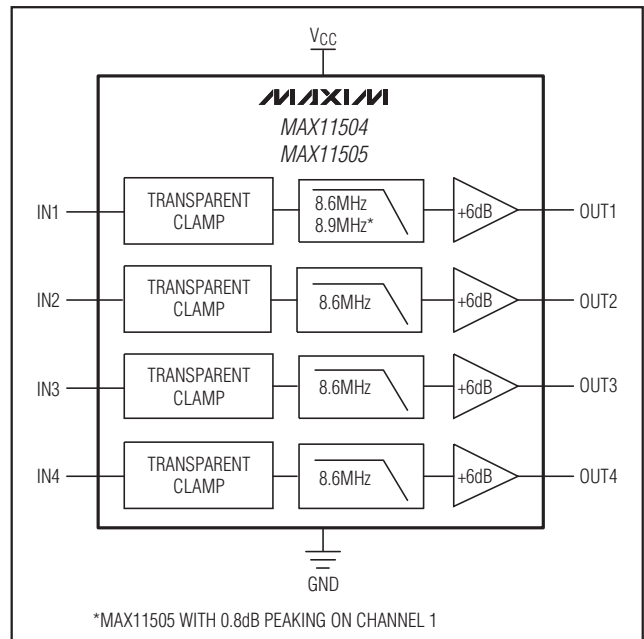 VCC
MAXIM
MAX11504
MAX11505
IN1
TRANSPARENT
CLAMP
8.6MHz
8.9MHz*
+6dB
OUT1
IN2
TRANSPARENT
CLAMP
8.6MHz
+6dB
OUT2
IN3
TRANSPARENT
CLAMP
8.6MHz
+6dB
OUT3
IN4
TRANSPARENT
CLAMP
8.6MHz
+6dB
OUT4
GND
*MAX11505 WITH 0.8dB PEAKING ON CHANNEL 1